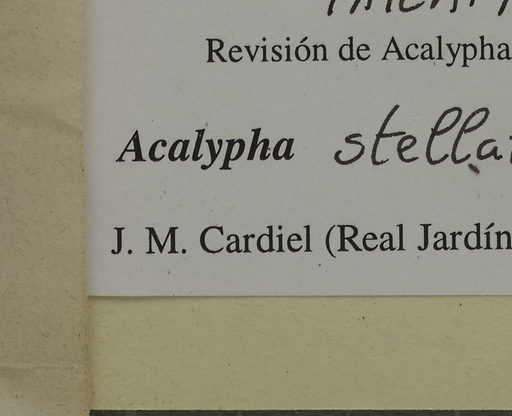 Revisión de Acalypha
Acalypha stella
J. M. Cardiel (Real Jardín